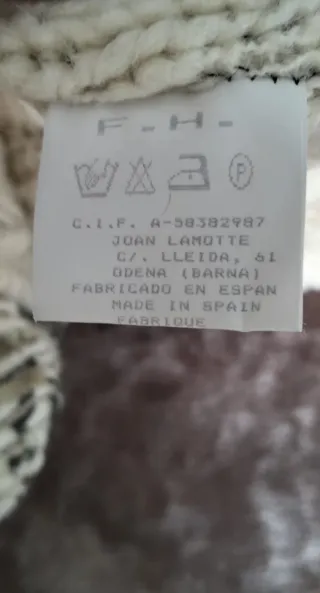 F.H.
P
C.I.F. A-58382987
JOAN LAMOTTE
C/. LLEIDA, 61
ODENA (BARNA)
FABRICADO EN ESPAN
MADE IN SPAIN
FABRIQUE